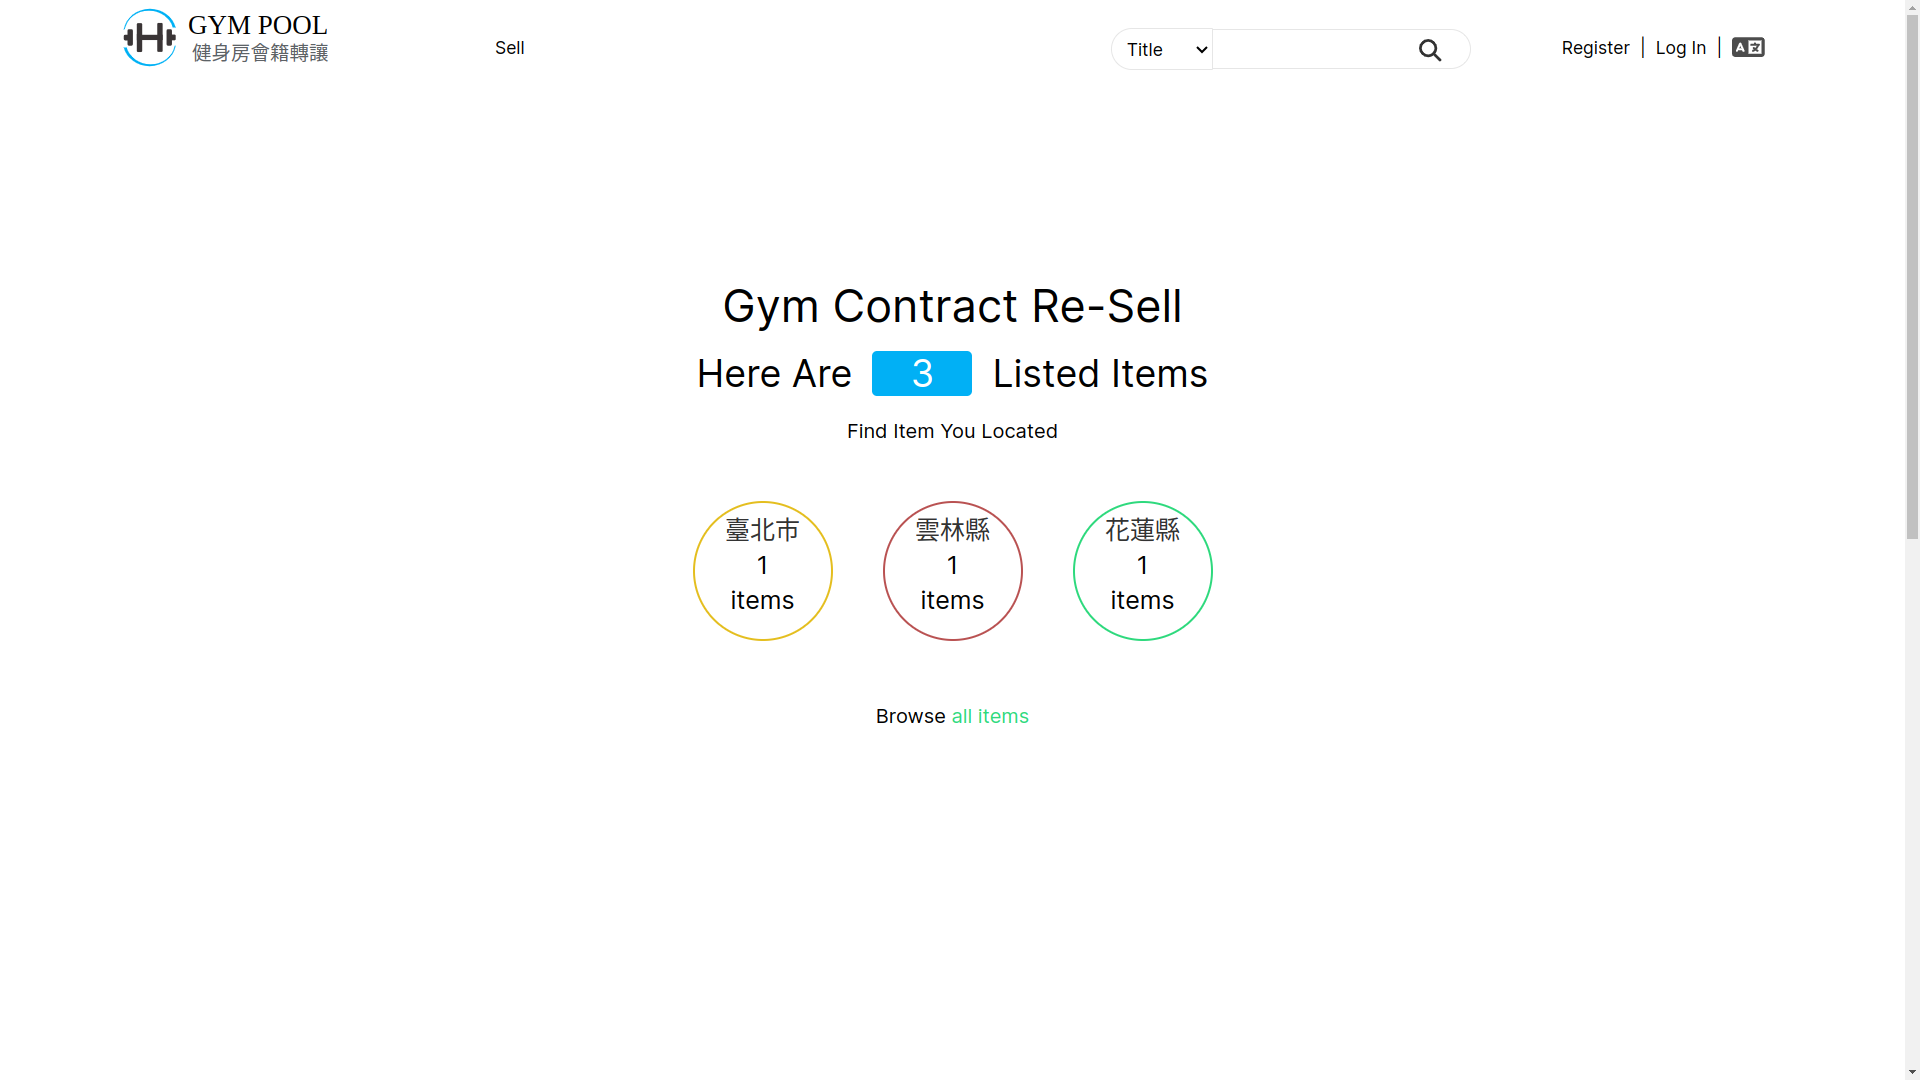 GYM POOL
健身房會籍轉讓
Sell
Title
Register | Log In |
Gym Contract Re-Sell
Here Are 3 Listed Items
Find Item You Located
臺北市
1
items
雲林縣
1
items
花蓮縣
1
items
Browse all items